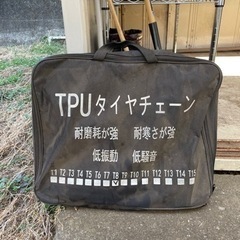 TPUタイヤチェーン
耐磨耗が強 耐寒さが強
低振動 低騒音
T1 T2 T3 T4 T5 T6 T7 T8 T9 T10 T11 T12 T13 T14 T15